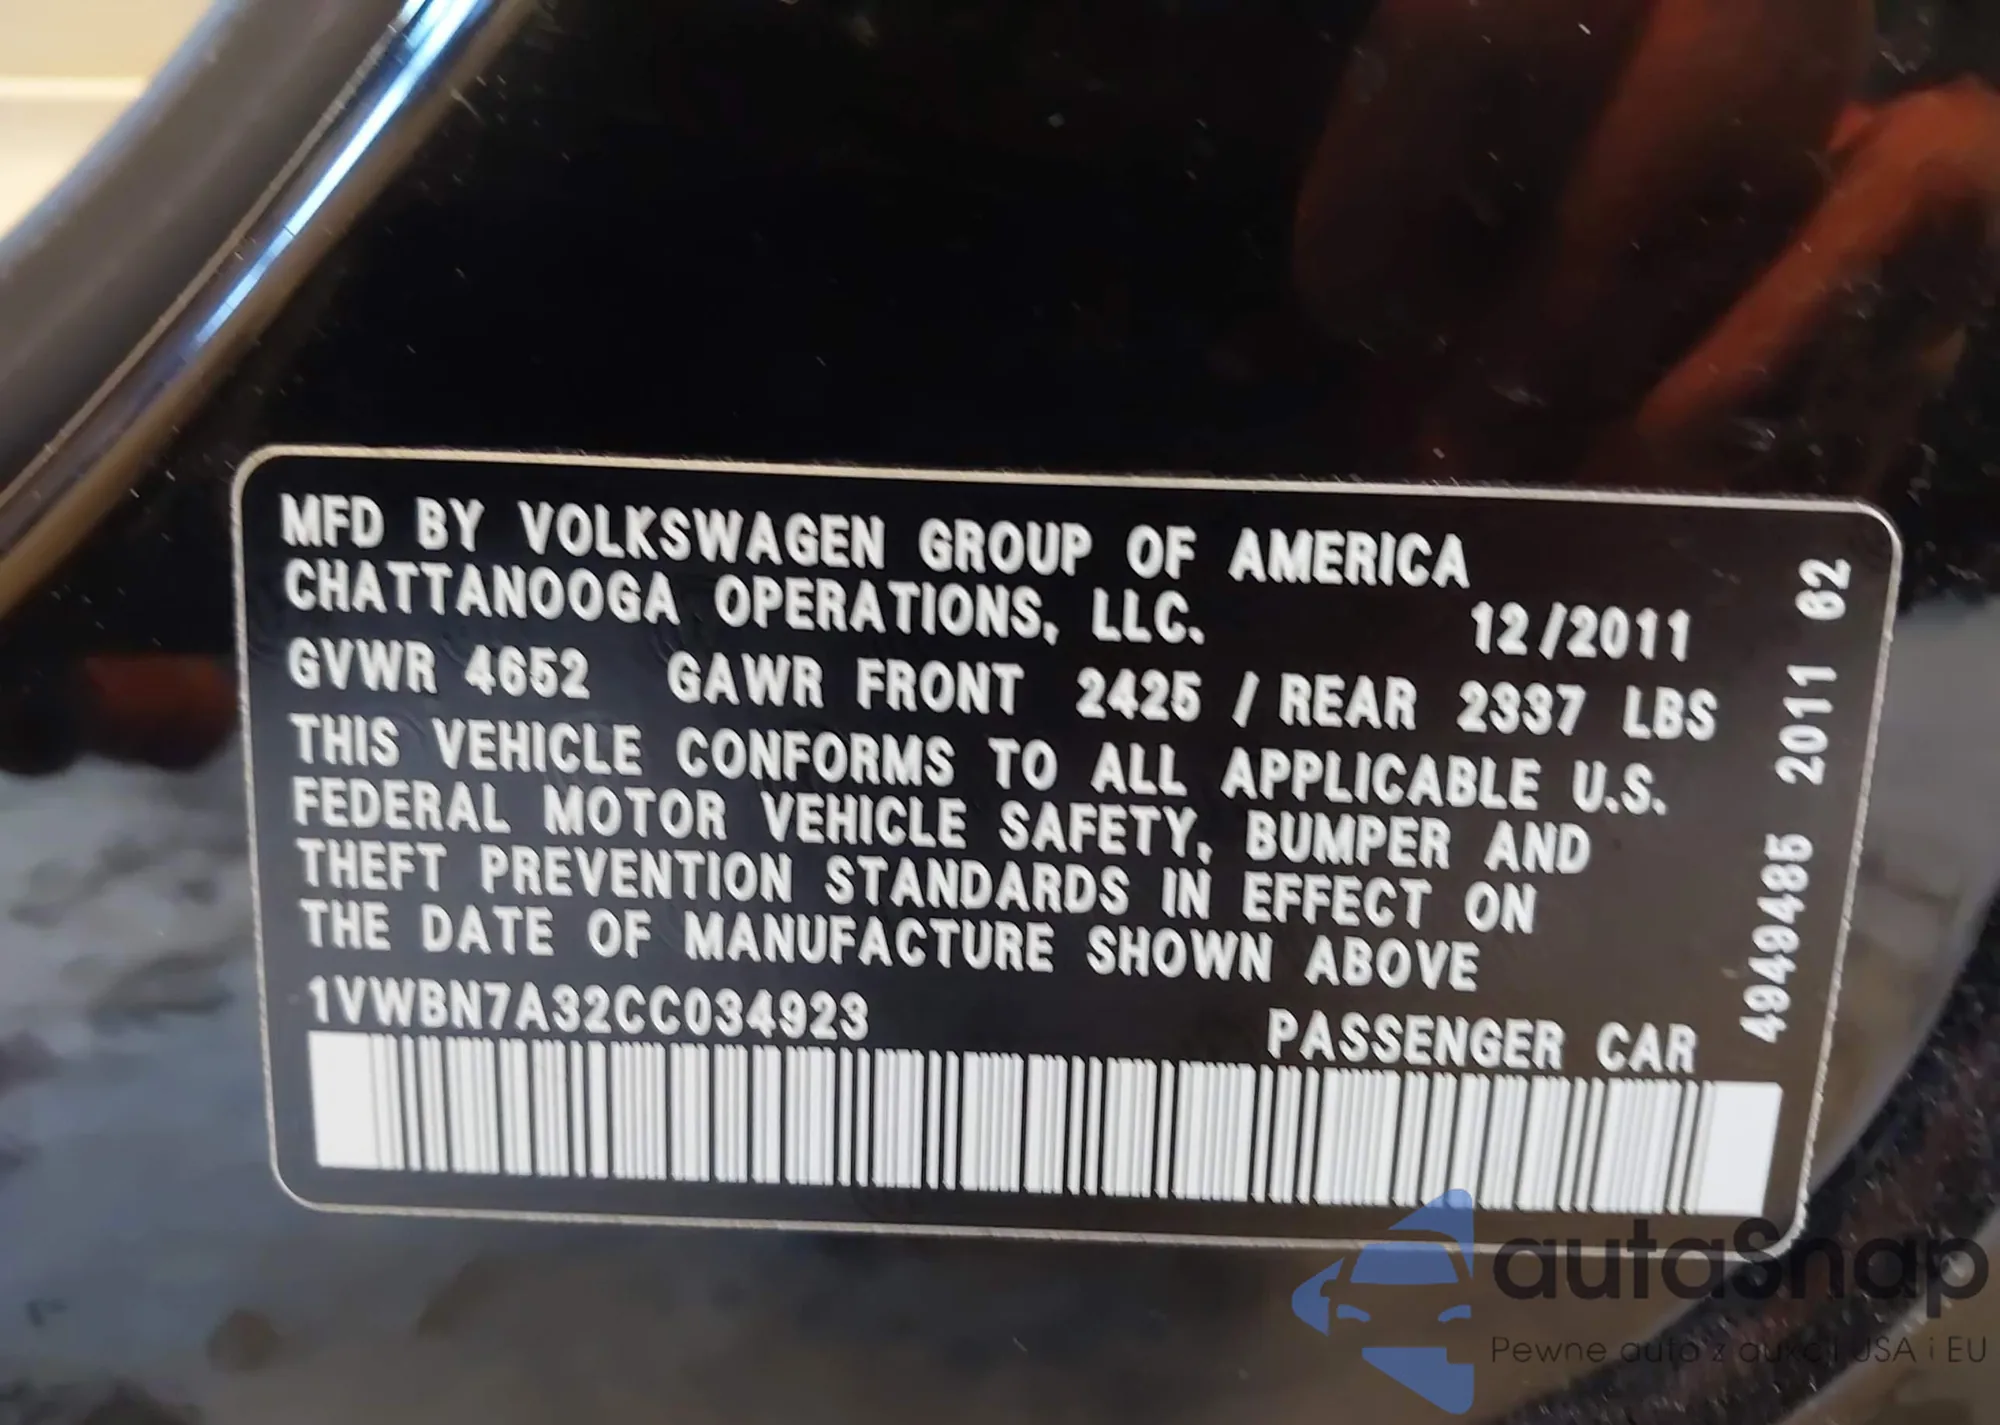 MFD BY VOLKSWAGEN GROUP OF AMERICA
CHATTANOOGA OPERATIONS, LLC. 12/2011
GVWR 4652 GAWR FRONT 2425 / REAR 2337 LBS
THIS VEHICLE CONFORMS TO ALL APPLICABLE U.S.
FEDERAL MOTOR VEHICLE SAFETY, BUMPER AND
THEFT PREVENTION STANDARDS IN EFFECT ON
THE DATE OF MANUFACTURE SHOWN ABOVE
1VWBN7A32CC034923 PASSENGER CAR
4949485 2011 62
autaSnap
Pewne auto z aukcji USA i EU